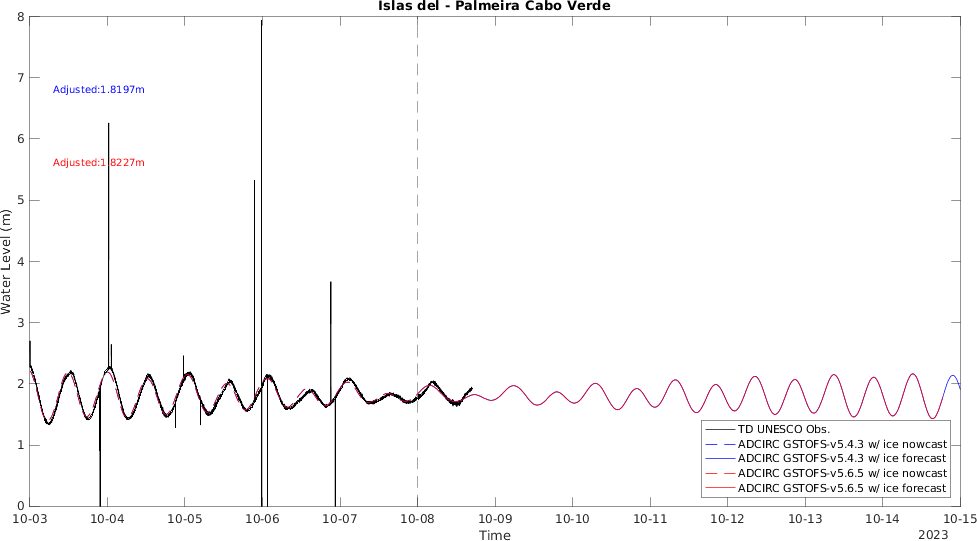 Islas del - Palmeira Cabo Verde
8
7
Adjusted:1.8197m
6
Adjusted:1.8227m
5
4
3
2
1
0
Water Level (m)
TD UNESCO Obs.
ADCIRC GSTOFS-v5.4.3 w/ ice nowcast
ADCIRC GSTOFS-v5.4.3 w/ ice forecast
ADCIRC GSTOFS-v5.6.5 w/ ice nowcast
ADCIRC GSTOFS-v5.6.5 w/ ice forecast
10-03 10-04 10-05 10-06 10-07 10-08 10-09 10-10 10-11 10-12 10-13 10-14 10-15
Time
2023